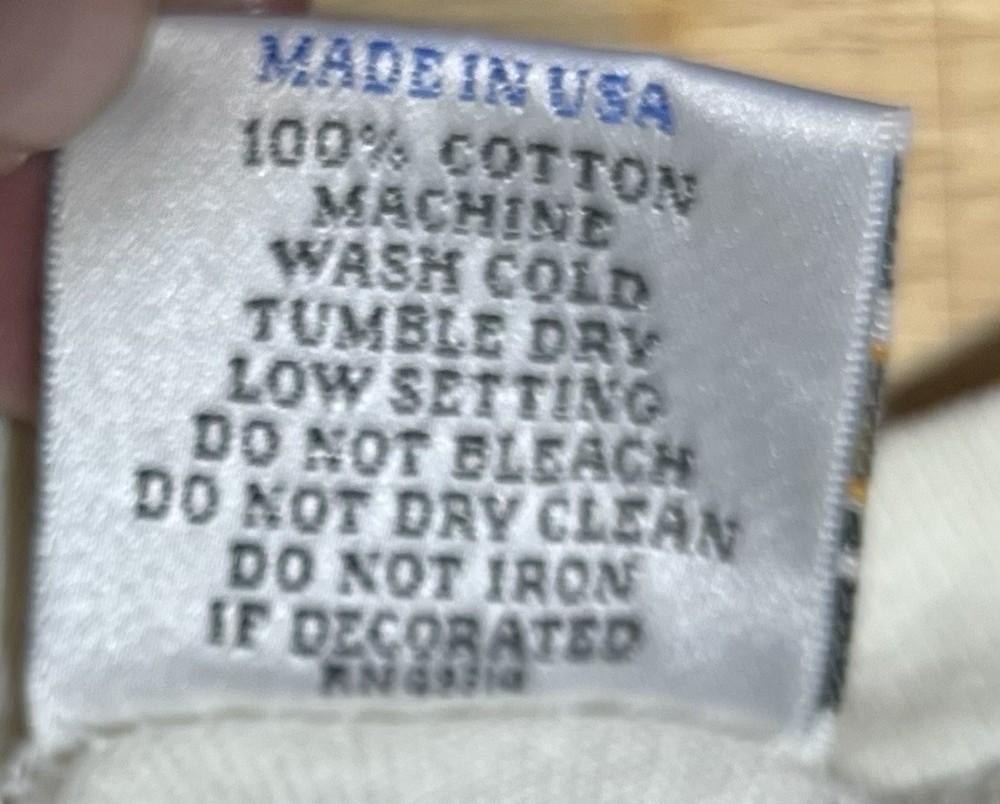 MADE IN USA
100% COTTON
MACHINE
WASH COLD
TUMBLE DRY
LOW SETTING
DO NOT BLEACH
DO NOT DRY CLEAN
DO NOT IRON
IF DECORATED
RN